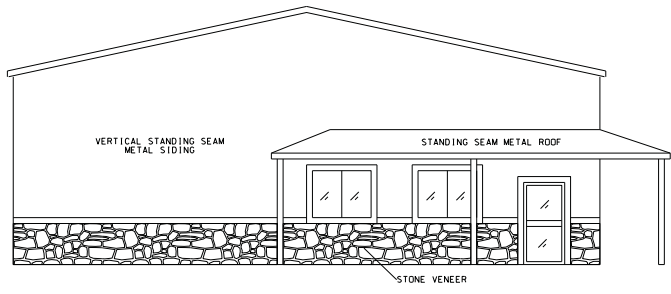 VERTICAL STANDING SEAM
METAL SIDING
STANDING SEAM METAL ROOF
STONE VENEER